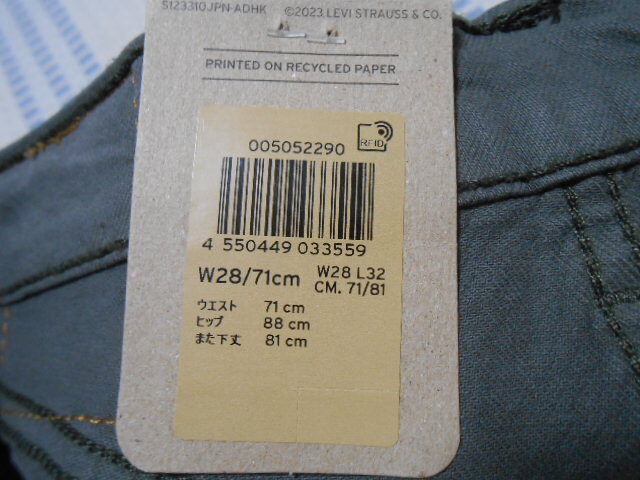 S123310JPN-ADHK ©2023 LEVI STRAUSS & CO.
PRINTED ON RECYCLED PAPER
005052290
RFID
4 550449 033559
W28/71cm W28 L32
CM. 71/81
ウエスト 71 cm
ヒップ 88 cm
また下丈 81 cm